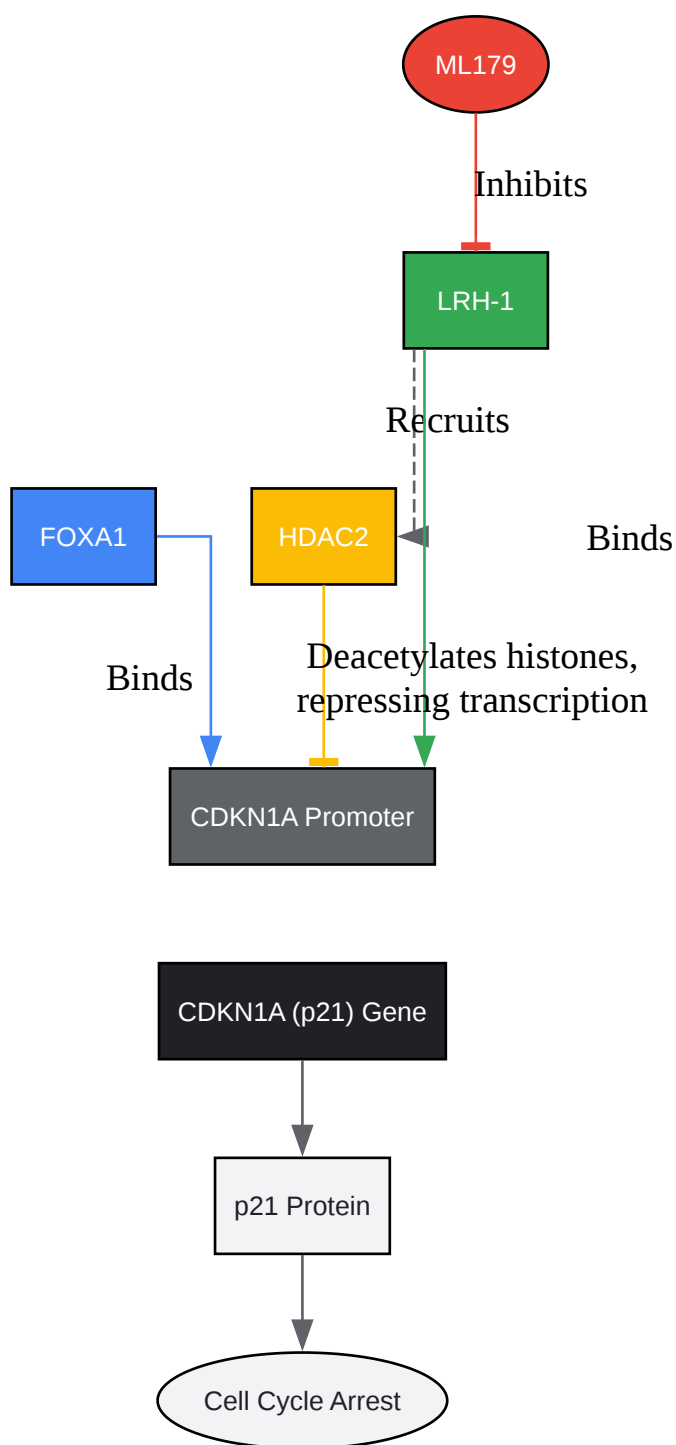 ML179
Inhibits
LRH-1
Recruits
FOXA1
HDAC2
Binds
Deacetylates histones,
repressing transcription
Binds
CDKN1A Promoter
CDKN1A (p21) Gene
p21 Protein
Cell Cycle Arrest